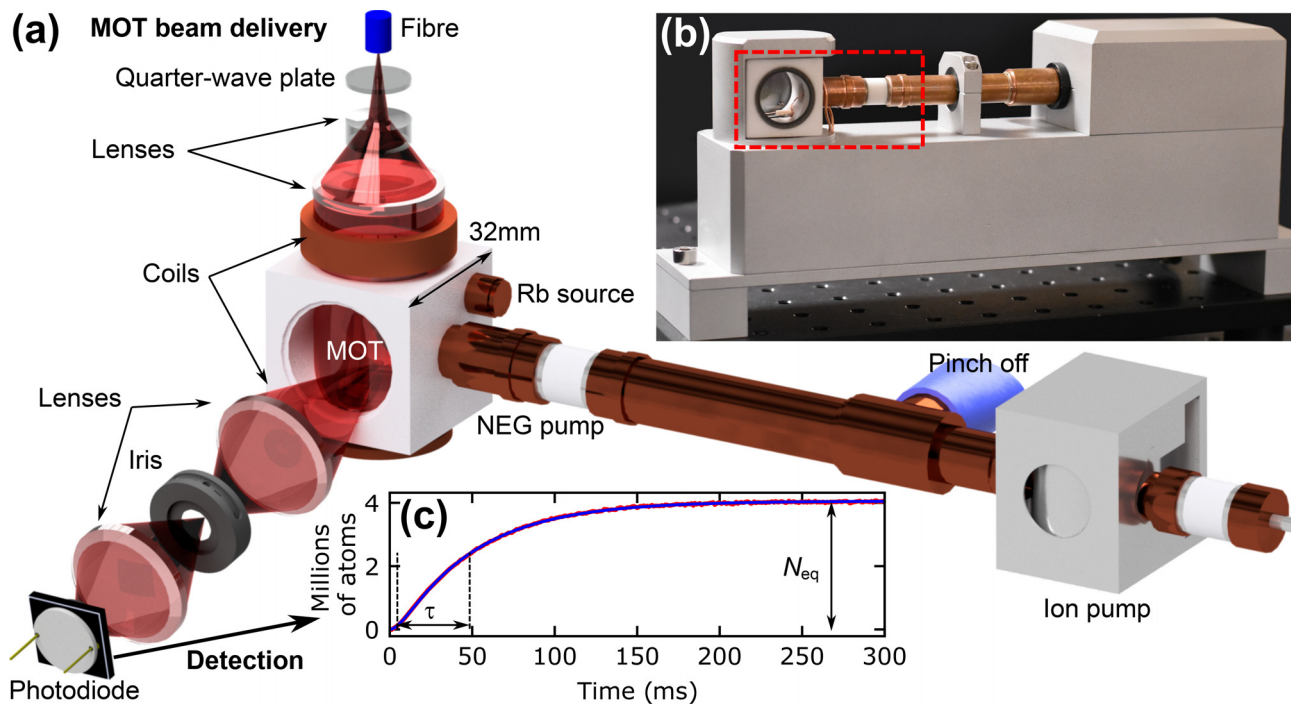 (a) MOT beam delivery
Fibre
Quarter-wave plate
Lenses
Coils
32mm
Rb source
MOT
NEG pump
Lenses
Iris
Photodiode
Detection
Pinch off
Ion pump
(b)
(c)
Millions
of atoms
4
2
0
τ
Neq
0 50 100 150 200 250 300
Time (ms)